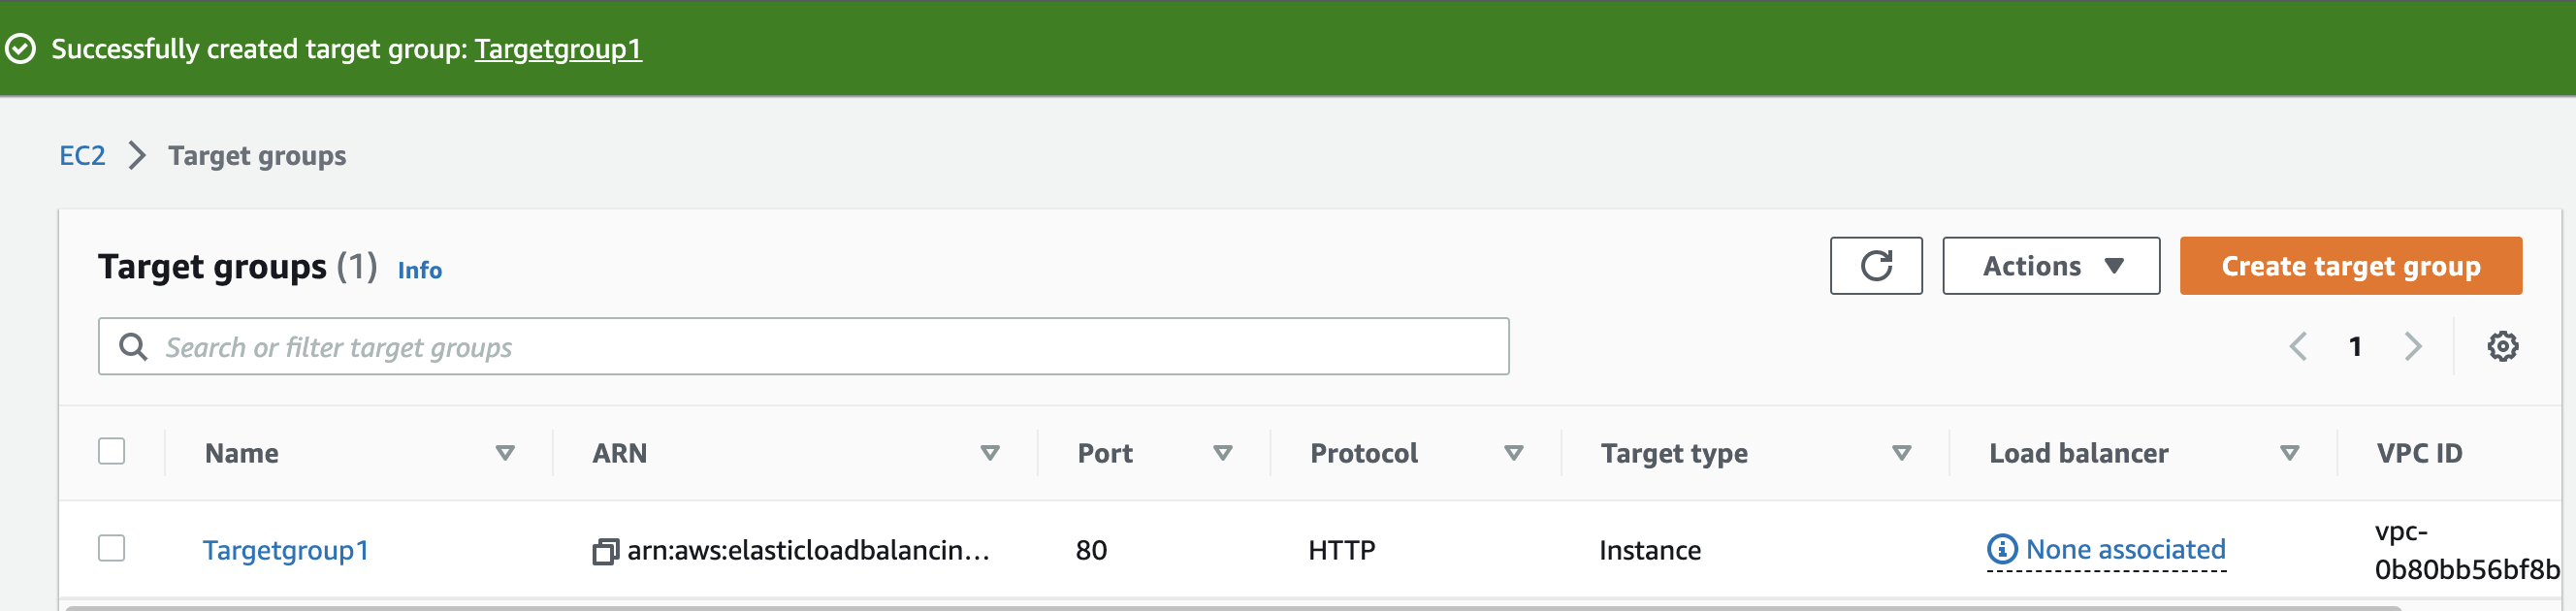 Successfully created target group: Targetgroup1
EC2 > Target groups
Target groups (1) Info
Actions
Create target group
Search or filter target groups
1
Name ARN Port Protocol Target type Load balancer VPC ID
Targetgroup1 arn:aws:elasticloadbalancin... 80 HTTP Instance None associated vpc-
0b80bb56bf8b